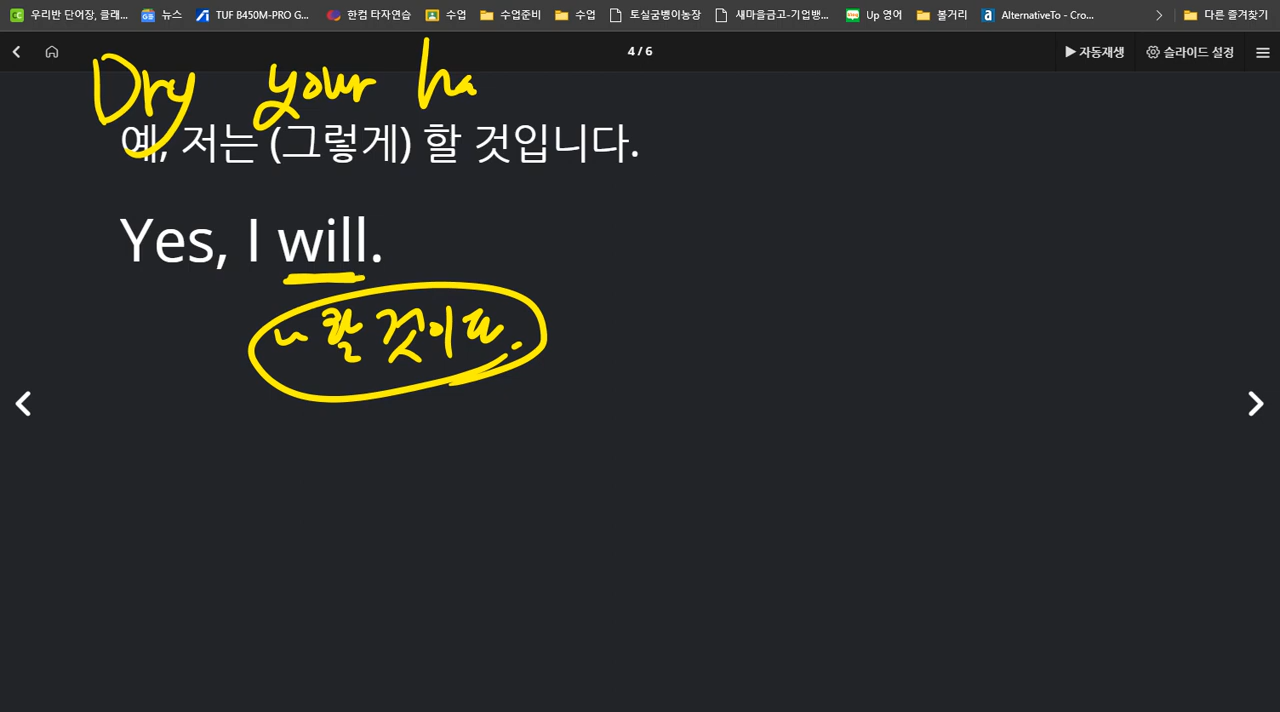 우리반 단어장, 클래... 뉴스 TUF B450M-PRO G... 한컴 타자연습 수업 수업준비 수업 토실굼벵이농장 새마을금고-기업뱅... Up 영어 볼거리 AlternativeTo - Cro... 다른 즐겨찾기
4 / 6 자동재생 슬라이드 설정
Dry your ha
예, 저는 (그렇게) 할 것입니다.
Yes, I will.
~할 것이다.